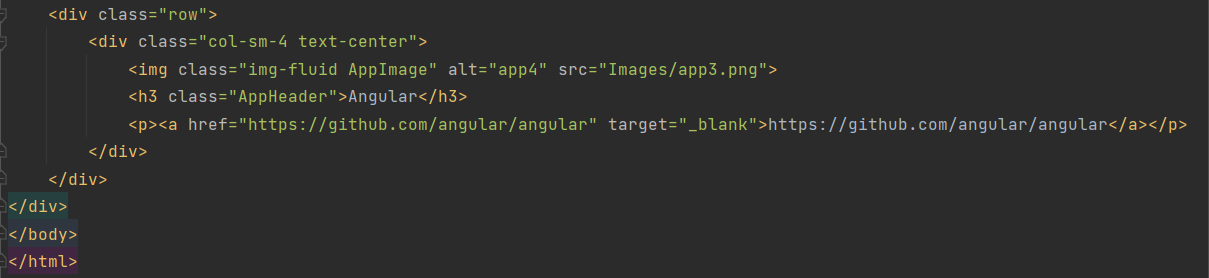 <div class="row">
<div class="col-sm-4 text-center">
<img class="img-fluid AppImage" alt="app4" src="Images/app3.png">
<h3 class="AppHeader">Angular</h3>
<p><a href="https://github.com/angular/angular" target="_blank">https://github.com/angular/angular</a></p>
</div>
</div>
</div>
</body>
</html>